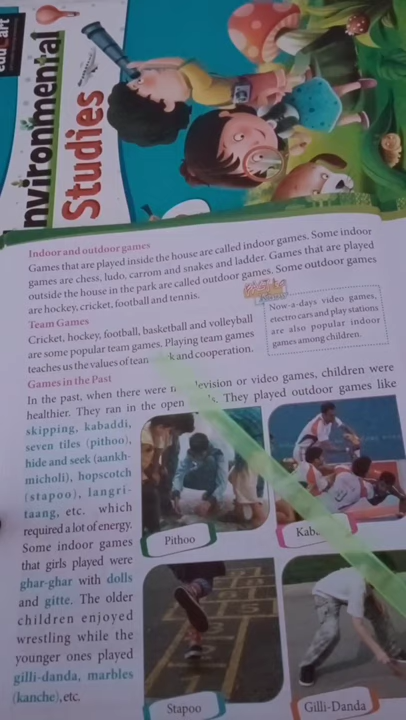 eduCart
nvironmental
Studies
Indoor and outdoor games
Games that are played inside the house are called indoor games. Some indoor
games are chess, ludo, carrom and snakes and ladder. Games that are played
outside the house in the park are called outdoor games. Some outdoor games
are hockey, cricket, football and tennis.
Team Games
Cricket, hockey, football, basketball and volleyball
are some popular team games. Playing team games
teaches us the values of team k and cooperation.
Now-a-days video games,
electro cars and play stations
are also popular indoor
games among children.
Games in the Past
In the past, when there were n levision or video games, children were
healthier. They ran in the open s. They played outdoor games like
skipping, kabaddi,
seven tiles (pithoo),
hide and seek (aankh-
micholi), hopscotch
(stapoo), langri-
taang, etc. which
required a lot of energy.
Some indoor games
that girls played were
ghar-ghar with dolls
and gitte. The older
children enjoyed
wrestling while the
younger ones played
gilli-danda, marbles
(kanche), etc.
Pithoo
Kab
Stapoo
Gilli-Danda